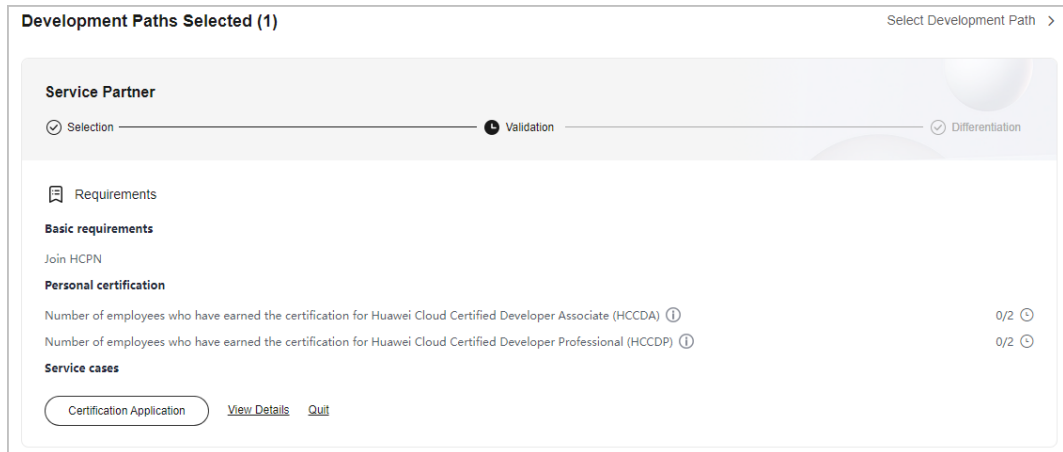 Development Paths Selected (1)
Select Development Path
Service Partner
Selection
Validation
Differentiation
Requirements
Basic requirements
Join HCPN
Personal certification
Number of employees who have earned the certification for Huawei Cloud Certified Developer Associate (HCCDA) 0/2
Number of employees who have earned the certification for Huawei Cloud Certified Developer Professional (HCCDP) 0/2
Service cases
Certification Application View Details Quit